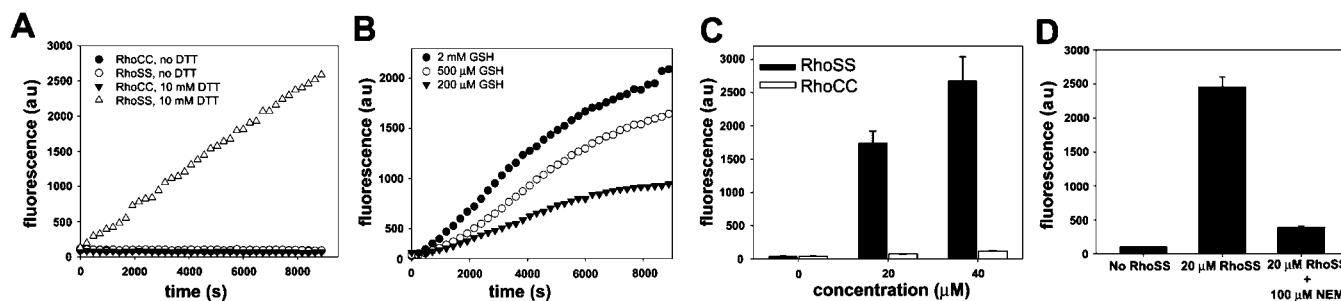 A
fluorescence (au)
3000
2500
2000
1500
1000
500
0
RhoCC, no DTT
RhoSS, no DTT
RhoCC, 10 mM DTT
RhoSS, 10 mM DTT
0 2000 4000 6000 8000
time (s)
B
fluorescence (au)
2000
1500
1000
500
0
2 mM GSH
500 μM GSH
200 μM GSH
0 2000 4000 6000 8000
time (s)
C
fluorescence (au)
3000
2500
2000
1500
1000
500
0
RhoSS
RhoCC
0 20 40
concentration (μM)
D
fluorescence (au)
3000
2500
2000
1500
1000
500
0
No RhoSS 20 μM RhoSS 20 μM RhoSS
+
100 μM NEM